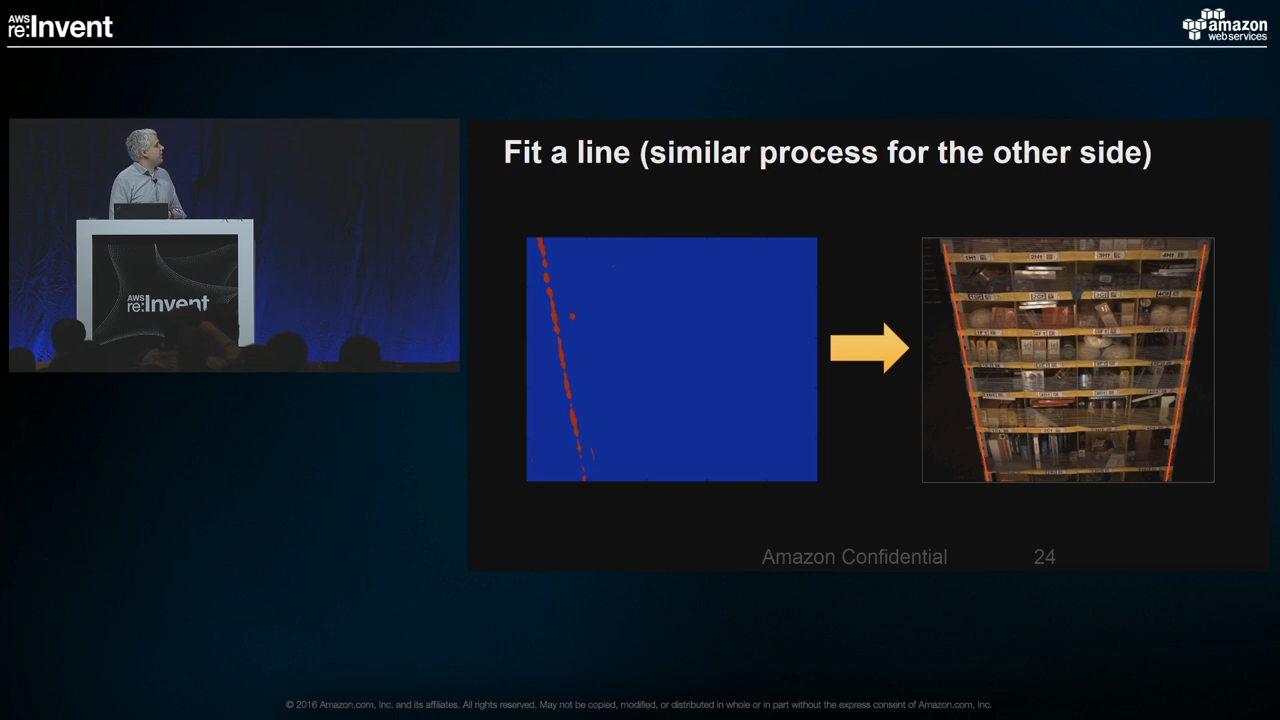 AWS
re:Invent
amazon
web services
Fit a line (similar process for the other side)
AWS
re:Invent
Amazon Confidential
24
© 2016 Amazon.com, Inc. and its affiliates. All rights reserved. May not be copied, modified, or distributed in whole or in part without the express consent of Amazon.com, Inc.